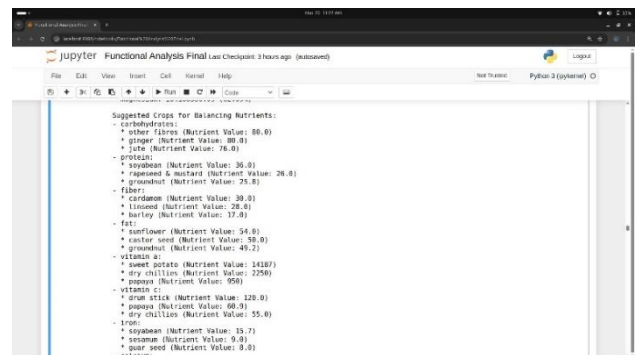 Jupyter Functional Analysis Final Last Checkpoint: 3 hours ago (autosaved)
Logout
File Edit View Insert Cell Kernel Help
Not Trusted
Python 3 (ipykernel)
Run
Code
Suggested Crops for Balancing Nutrients:
- carbohydrates:
* other fibres (Nutrient Value: 80.0)
* ginger (Nutrient Value: 80.0)
* jute (Nutrient Value: 76.0)
- protein:
* soyabean (Nutrient Value: 36.0)
* rapeseed & mustard (Nutrient Value: 26.0)
* groundnut (Nutrient Value: 25.8)
- fiber:
* cardamom (Nutrient Value: 30.0)
* linseed (Nutrient Value: 28.0)
* barley (Nutrient Value: 17.0)
- fat:
* sunflower (Nutrient Value: 54.0)
* castor seed (Nutrient Value: 50.0)
* groundnut (Nutrient Value: 49.2)
- vitamin a:
* sweet potato (Nutrient Value: 14187)
* dry chillies (Nutrient Value: 2250)
* papaya (Nutrient Value: 950)
- vitamin c:
* drum stick (Nutrient Value: 120.0)
* papaya (Nutrient Value: 60.9)
* dry chillies (Nutrient Value: 55.0)
- iron:
* soyabean (Nutrient Value: 15.7)
* sesamum (Nutrient Value: 9.0)
* guar seed (Nutrient Value: 8.0)